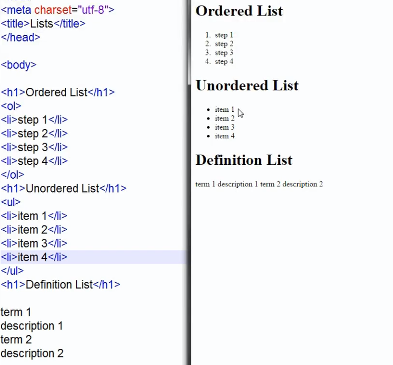 <meta charset="utf-8">
<title>Lists</title>
</head>
<body>
<h1>Ordered List</h1>
<ol>
<li>step 1</li>
<li>step 2</li>
<li>step 3</li>
<li>step 4</li>
</ol>
<h1>Unordered List</h1>
<ul>
<li>item 1</li>
<li>item 2</li>
<li>item 3</li>
<li>item 4</li>
</ul>
<h1>Definition List</h1>
term 1
description 1
term 2
description 2
Ordered List
1. step 1
2. step 2
3. step 3
4. step 4
Unordered List
• item 1
• item 2
• item 3
• item 4
Definition List
term 1 description 1 term 2 description 2